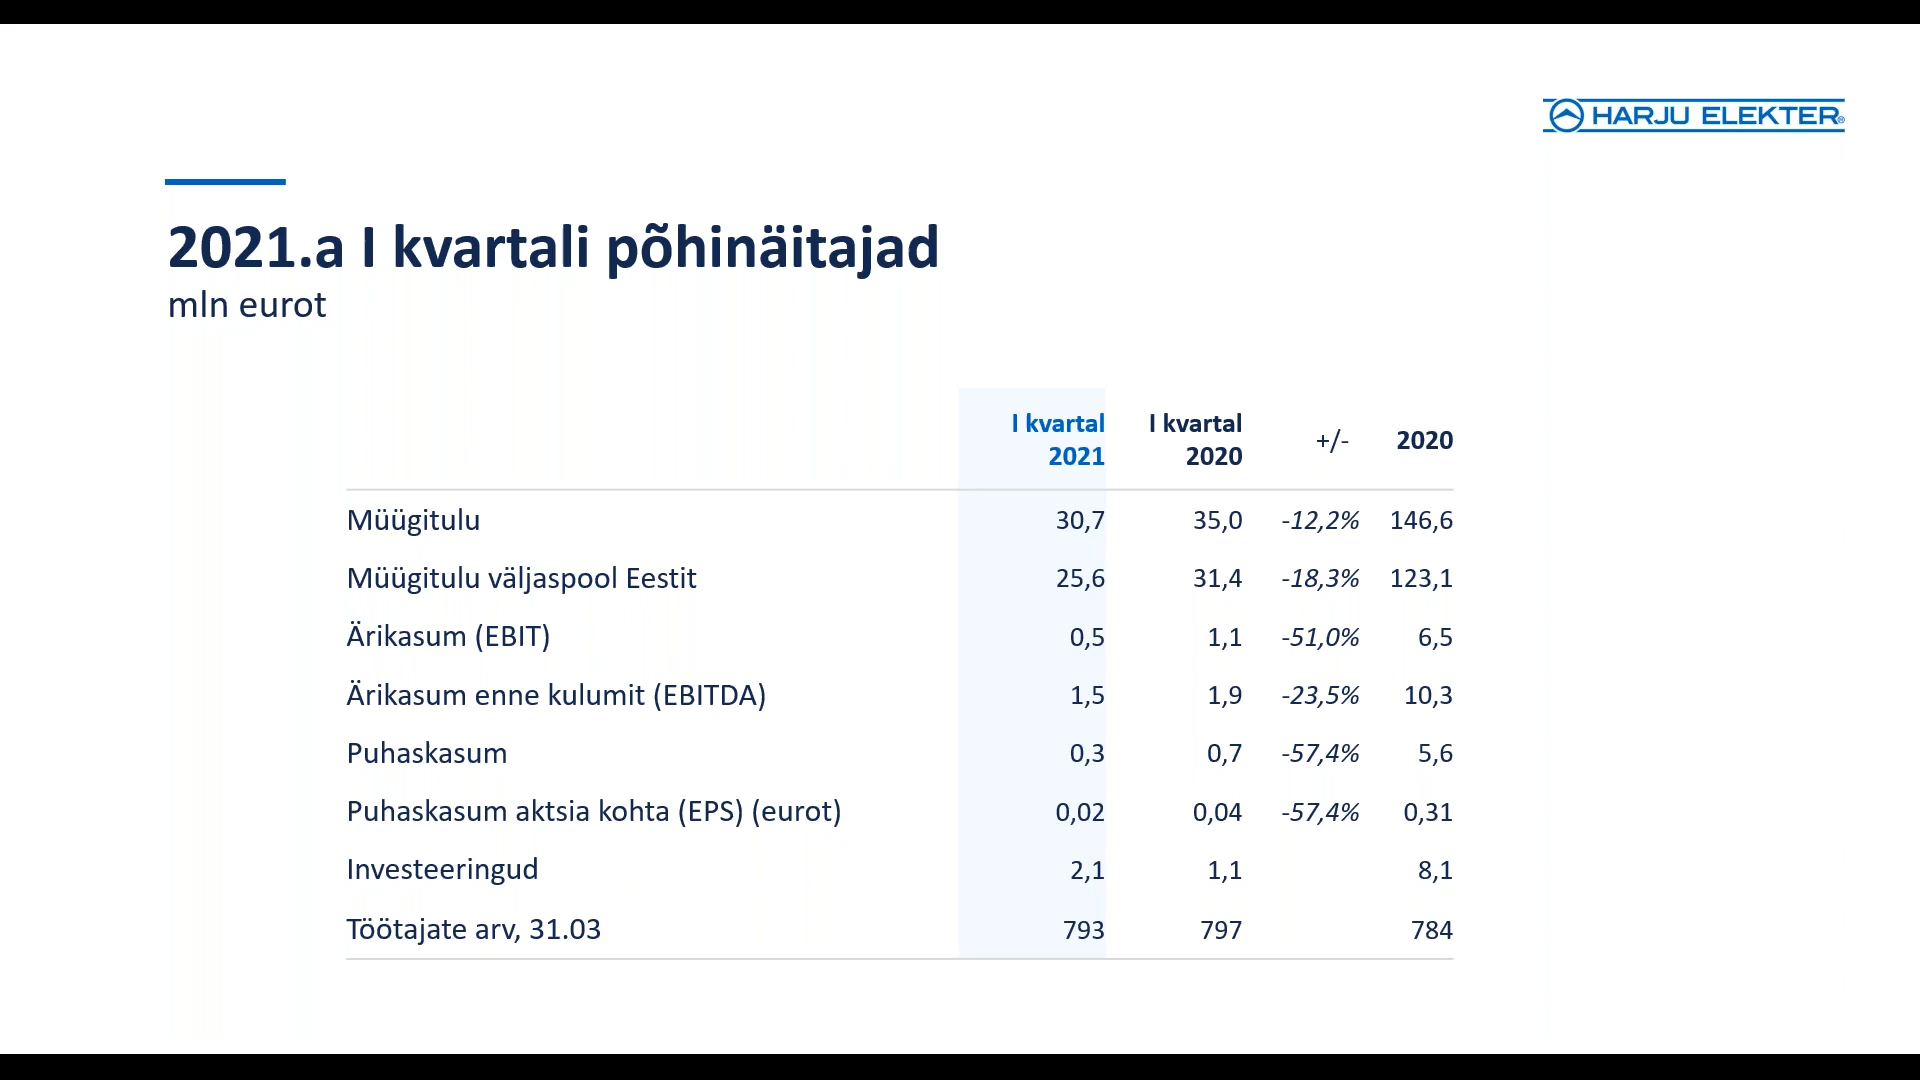 HARJU ELEKTER®
2021.a I kvartali põhinäitajad
mln eurot
I kvartal 2021 I kvartal 2020 +/- 2020
Müügitulu 30,7 35,0 -12,2% 146,6
Müügitulu väljaspool Eestit 25,6 31,4 -18,3% 123,1
Ärikasum (EBIT) 0,5 1,1 -51,0% 6,5
Ärikasum enne kulumit (EBITDA) 1,5 1,9 -23,5% 10,3
Puhaskasum 0,3 0,7 -57,4% 5,6
Puhaskasum aktsia kohta (EPS) (eurot) 0,02 0,04 -57,4% 0,31
Investeeringud 2,1 1,1 8,1
Töötajate arv, 31.03 793 797 784